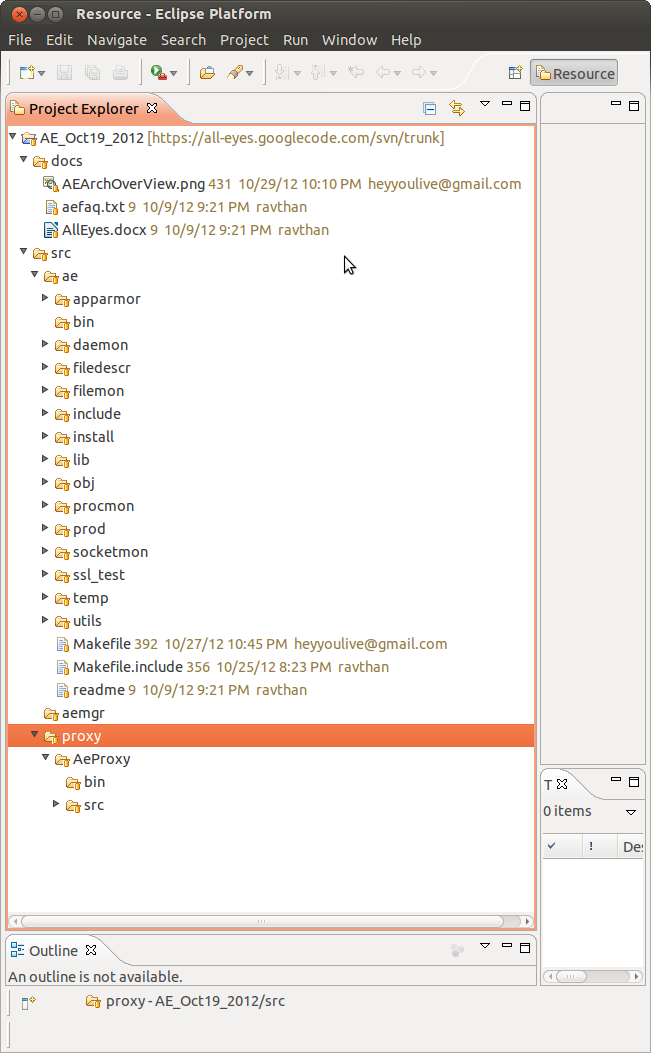 Resource - Eclipse Platform
File Edit Navigate Search Project Run Window Help
Resource
Project Explorer
AE_Oct19_2012 [https://all-eyes.googlecode.com/svn/trunk]
docs
AEArchOverView.png 431 10/29/12 10:10 PM heyyoulive@gmail.com
aefaq.txt 9 10/9/12 9:21 PM ravthan
AllEyes.docx 9 10/9/12 9:21 PM ravthan
src
ae
apparmor
bin
daemon
filedescr
filemon
include
install
lib
obj
procmon
prod
socketmon
ssl_test
temp
utils
Makefile 392 10/27/12 10:45 PM heyyoulive@gmail.com
Makefile.include 356 10/25/12 8:23 PM ravthan
readme 9 10/9/12 9:21 PM ravthan
aemgr
proxy
AeProxy
bin
src
T
0 items
! Des
Outline
An outline is not available.
proxy - AE_Oct19_2012/src